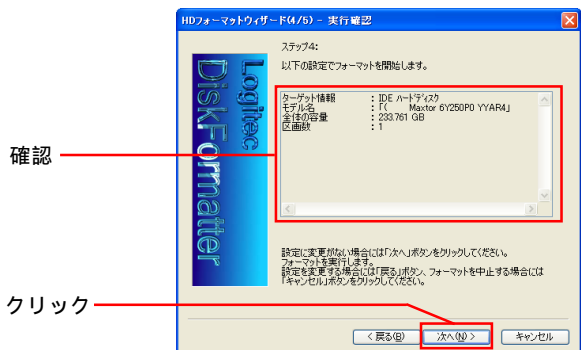 HDフォーマットウィザード(4/5) - 実行確認
ステップ4:
以下の設定でフォーマットを開始します。
Logitec
DiskFormatter
ターゲット情報 : IDE ハードディスク
モデル名 : 「( Maxtor 6Y250P0 YYAR4」
全体の容量 : 233.761 GB
区画数 : 1
確認
設定に変更がない場合には「次へ」ボタンをクリックしてください。
フォーマットを実行します。
設定を変更する場合には「戻る」ボタン、フォーマットを中止する場合には
「キャンセル」ボタンをクリックしてください。
クリック
< 戻る(B)
次へ(N) >
キャンセル